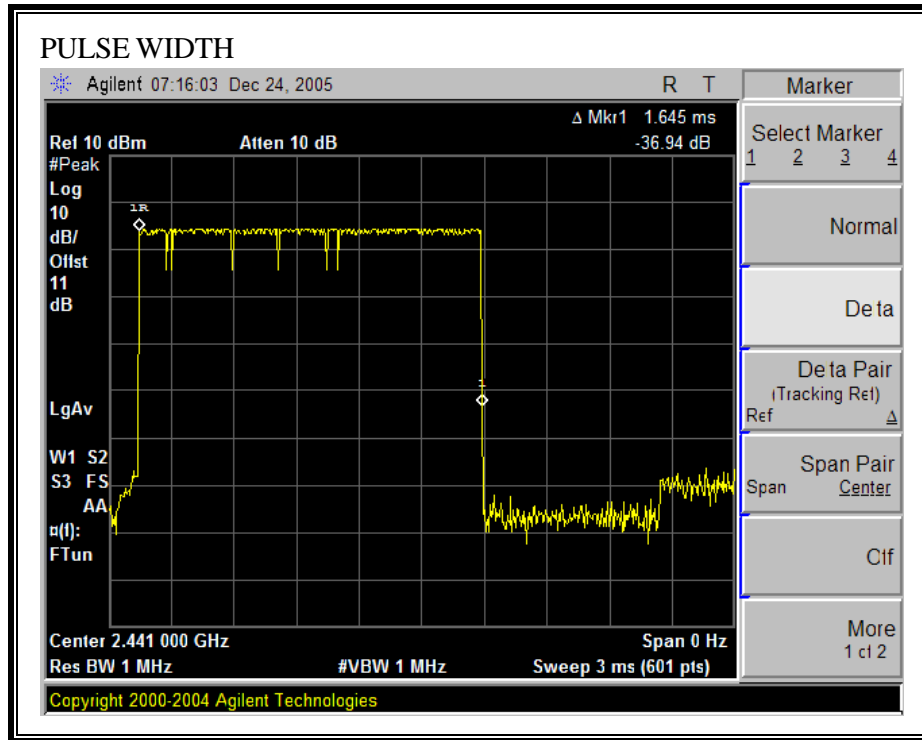 PULSE WIDTH
Agilent 07:16:03 Dec 24, 2005 R T
Δ Mkr1 1.645 ms
Ref 10 dBm Atten 10 dB -36.94 dB
#Peak
Log
10
dB/
Offst
11
dB
LgAv
W1 S2
S3 FS
AA
¤(f):
FTun
1R
1
Center 2.441 000 GHz Span 0 Hz
Res BW 1 MHz #VBW 1 MHz Sweep 3 ms (601 pts)
Copyright 2000-2004 Agilent Technologies
Marker
Select Marker
1 2 3 4
Normal
Delta
Delta Pair
(Tracking Ref)
Ref Δ
Span Pair
Span Center
Off
More
1 of 2